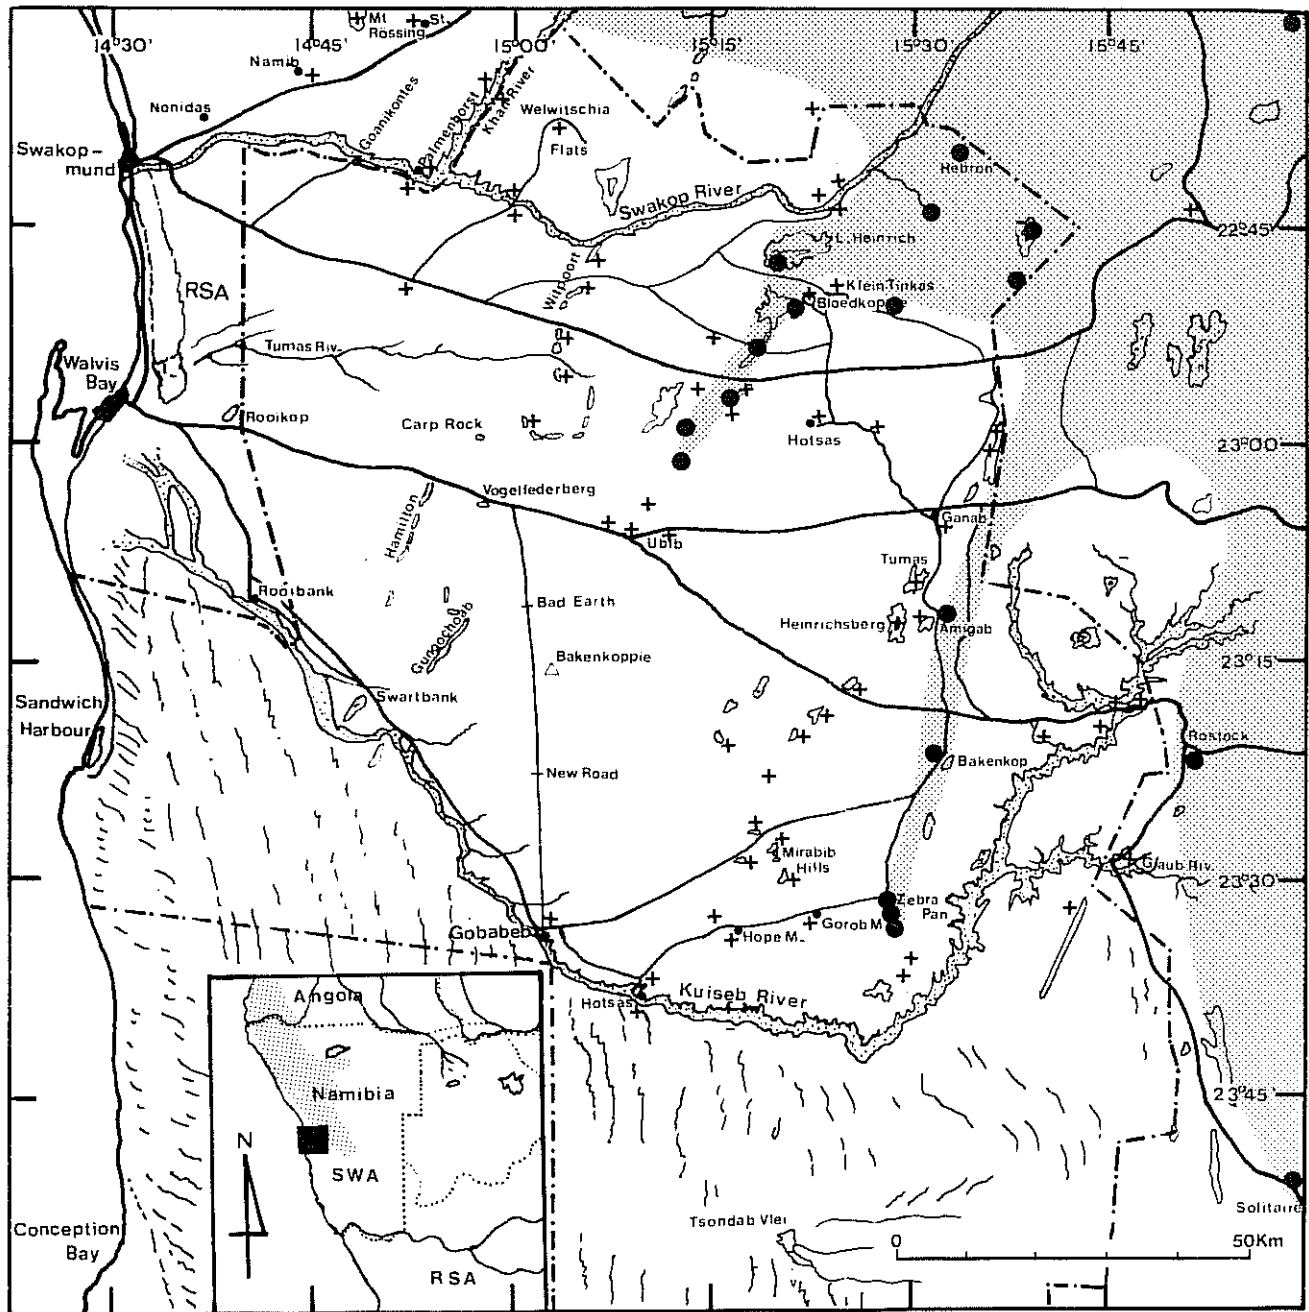 Mt
Rössing
St.
14°30'
14°45'
15°00'
15°15'
15°30'
15°45'
Namib
Nonidas
Goanikontes
Palmenhorst
Khan River
Welwitschia
Flats
Swakop-
mund
Hebron
Swakop River
22°45'
L. Heinrich
RSA
Witpoort
Klein Tinkas
Bloedkoppie
Tumas Riv.
Walvis
Bay
Rooikop
Carp Rock
Hotsas
23°00'
Vogelfederberg
Hamilton
Ubib
Ganab
Tumas
Rooibank
Bad Earth
Heinrichsberg
Amigab
Gungochoab
Bakenkoppie
23°15'
Swartbank
Sandwich
Harbour
Rostock
Bakenkop
New Road
Mirabib
Hills
Glaub Riv.
23°30'
Zebra
Pan
Gorob M.
Hope M.
Gobabeb
Hotsas
Kuiseb River
Angola
Namibia
23°45'
N
SWA
Solitaire
Tsondab Vlei
Conception
Bay
0
50Km
RSA